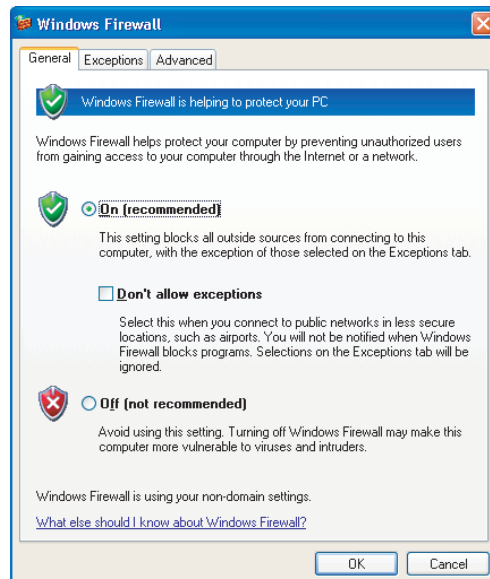 Windows Firewall
General Exceptions Advanced
Windows Firewall is helping to protect your PC
Windows Firewall helps protect your computer by preventing unauthorized users
from gaining access to your computer through the Internet or a network.
On (recommended)
This setting blocks all outside sources from connecting to this
computer, with the exception of those selected on the Exceptions tab.
Don't allow exceptions
Select this when you connect to public networks in less secure
locations, such as airports. You will not be notified when Windows
Firewall blocks programs. Selections on the Exceptions tab will be
ignored.
Off (not recommended)
Avoid using this setting. Turning off Windows Firewall may make this
computer more vulnerable to viruses and intruders.
Windows Firewall is using your non-domain settings.
What else should I know about Windows Firewall?
OK Cancel